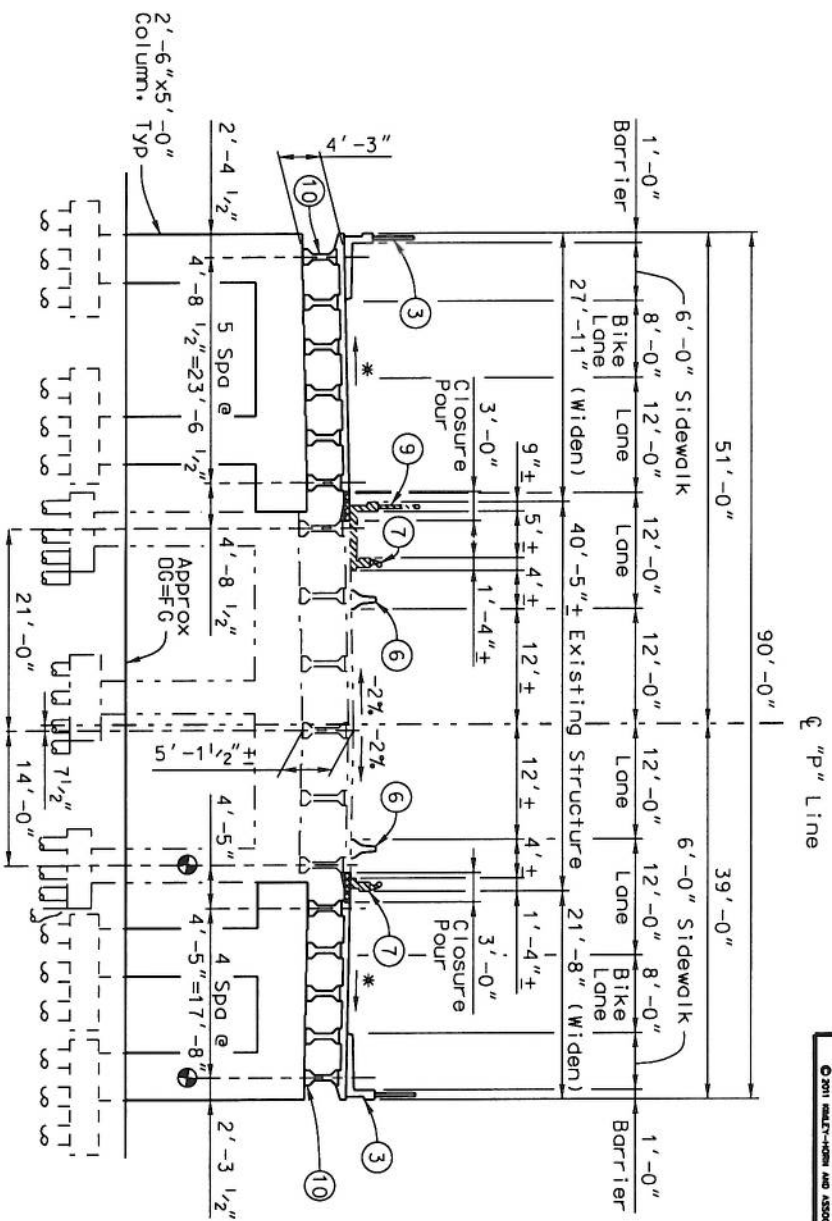 © 2011 KIMLEY-HORN AND ASSOC
℄ "P" Line
90'-0"
51'-0"
39'-0"
1'-0"
Barrier
6'-0" Sidewalk
8'-0"
Bike
Lane
12'-0"
Lane
12'-0"
Lane
12'-0"
12'-0"
Lane
12'-0"
Lane
8'-0"
Bike
Lane
6'-0" Sidewalk
1'-0"
Barrier
27'-11" (Widen)
40'-5"± Existing Structure
21'-8" (Widen)
3'-0"
Closure
Pour
9"±
5'±
4'±
1'-4"±
12'±
12'±
4'±
1'-4"±
3'-0"
Closure
Pour
3
*
9
7
6
-2%
-2%
6
7
*
3
4'-3"
10
5'-1 1/2"±
10
2'-4 1/2"
5 Spa @
4'-8 1/2"=23'-6 1/2"
4'-8 1/2"
4'-5"
4 Spa @
4'-5"=17'-8"
2'-3 1/2"
2'-6"x5'-0"
Column, Typ
Approx
OG=FG
21'-0"
7 1/2"
14'-0"